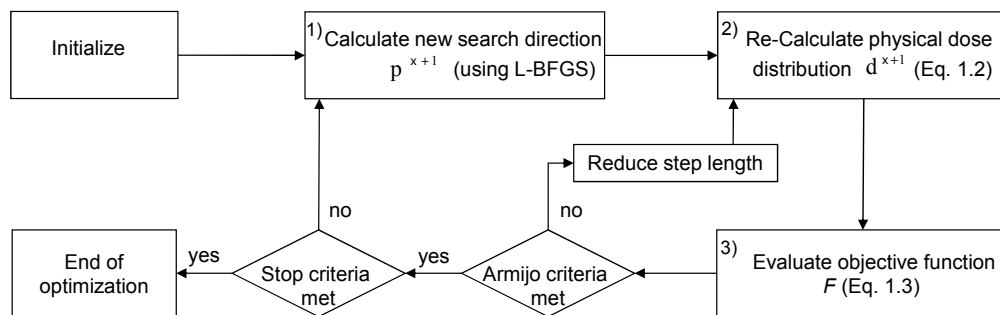 Initialize
1) Calculate new search direction
p x+1 (using L-BFGS)
2) Re-Calculate physical dose
distribution d x+1 (Eq. 1.2)
Reduce step length
no
no
End of
optimization
yes
Stop criteria
met
yes
Armijo criteria
met
3) Evaluate objective function
F (Eq. 1.3)